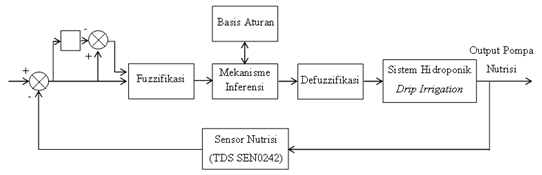 Basis Aturan
Output Pompa
Nutrisi
-
+
+
-
Fuzzifikasi
Mekanisme
Inferensi
Defuzzifikasi
Sistem Hidroponik
Drip Irrigation
Sensor Nutrisi
(TDS SEN0242)